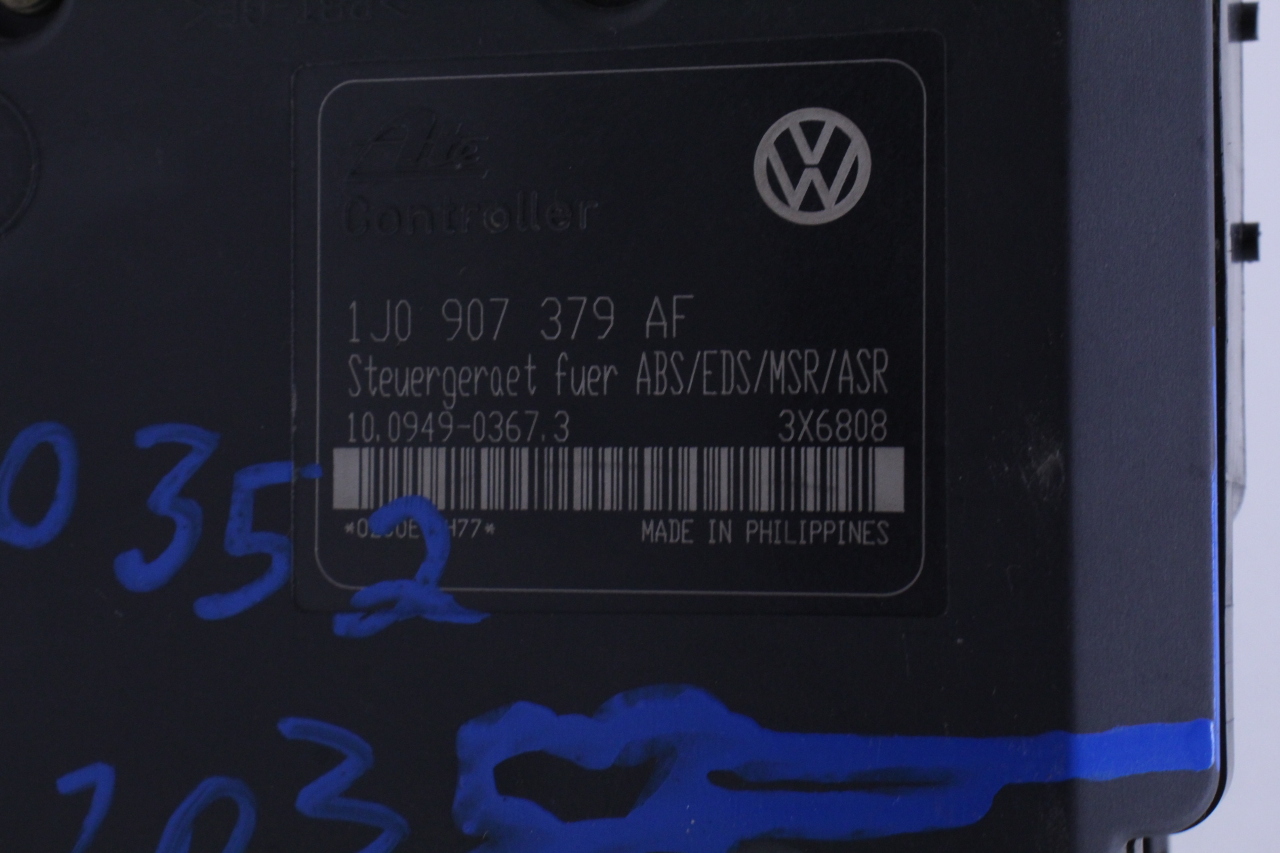 Ate
Controller
1J0 907 379 AF
Steuergeraet fuer ABS/EDS/MSR/ASR
10.0949-0367.3 3X6808
MADE IN PHILIPPINES
0352